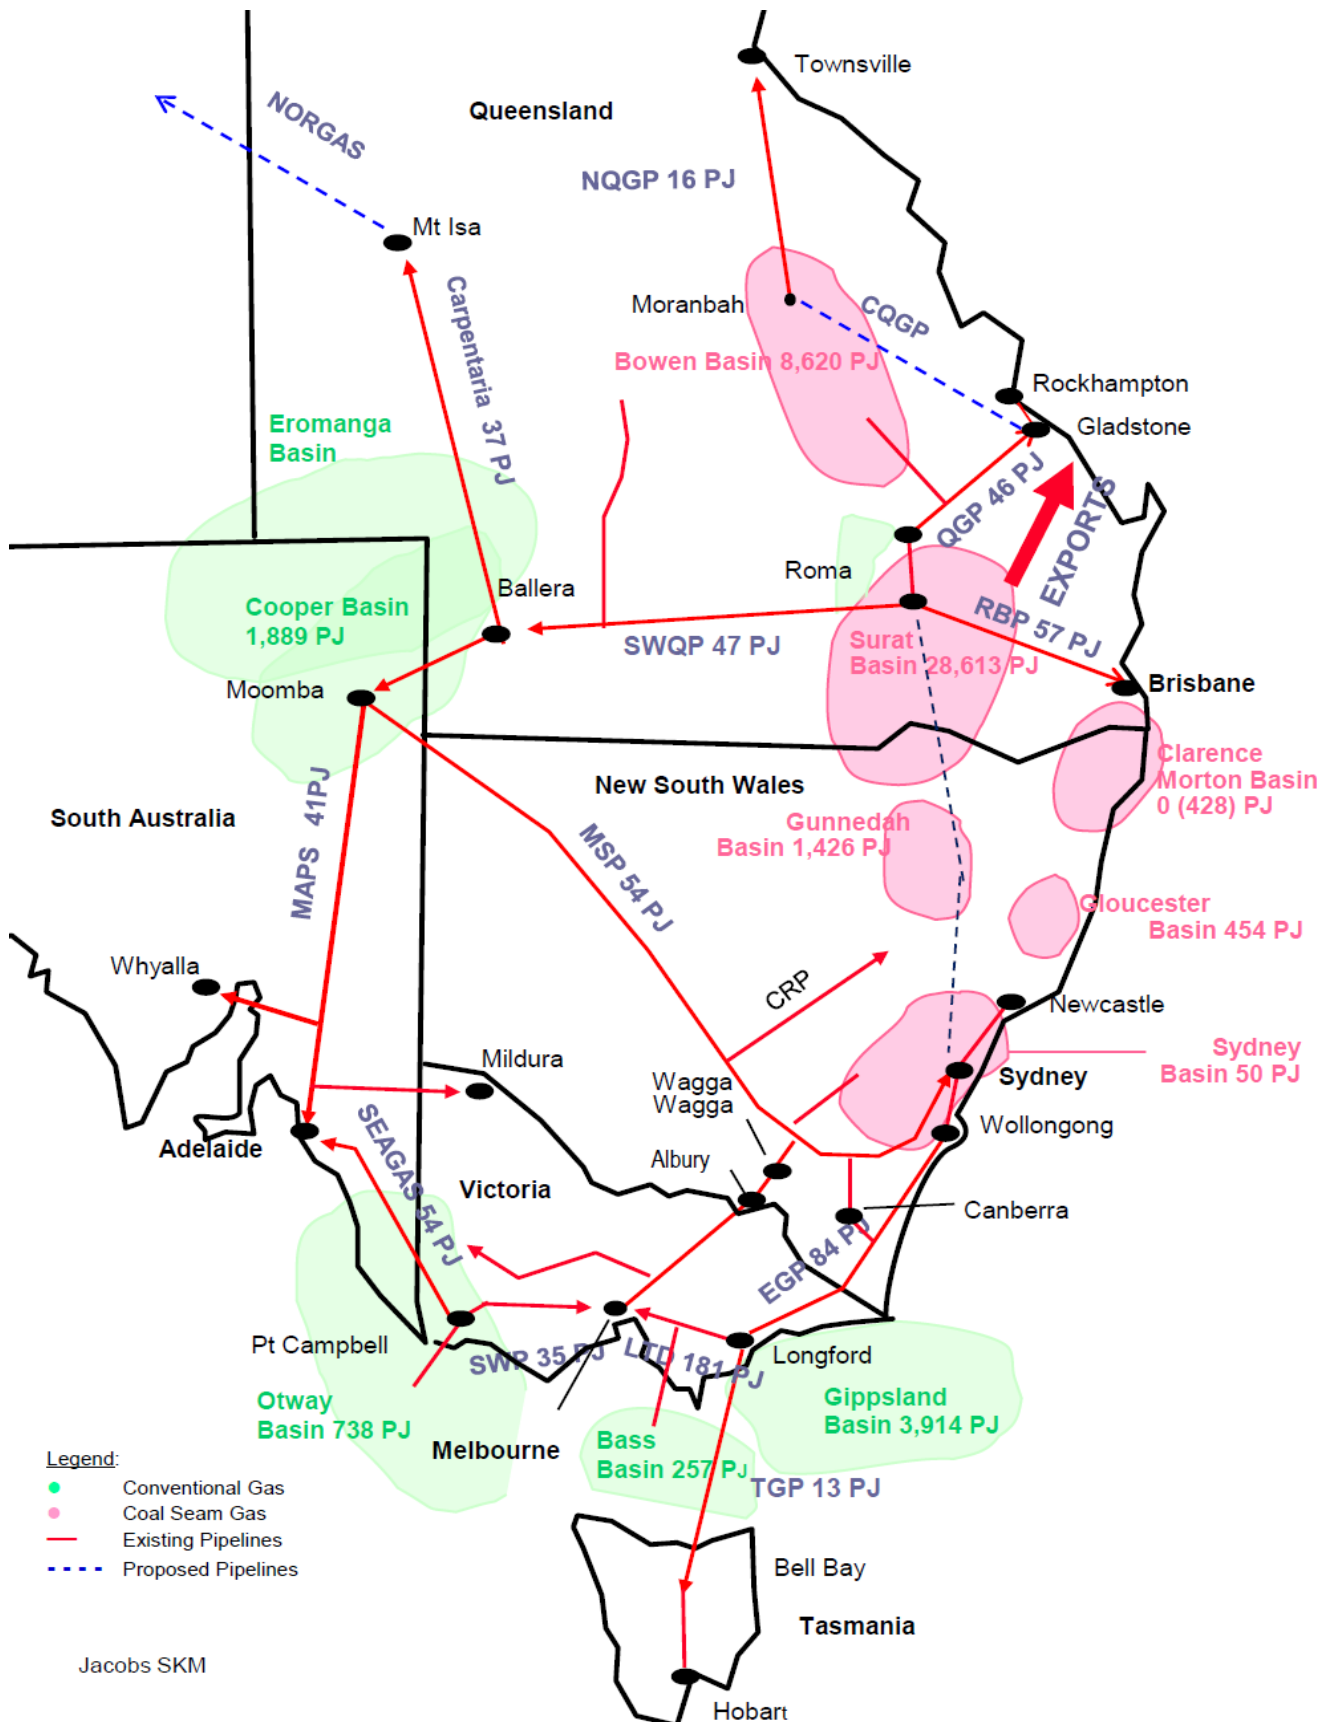 Townsville
Queensland
NORGAS
NQGP 16 PJ
Mt Isa
Carpentaria 37 PJ
Moranbah
CQGP
Bowen Basin 8,620 PJ
Rockhampton
Gladstone
Eromanga
Basin
QGP 46 PJ
EXPORTS
Roma
Ballera
Cooper Basin
1,889 PJ
RBP 57 PJ
SWQP 47 PJ
Surat
Basin 28,613 PJ
Moomba
Brisbane
Clarence
Morton Basin
0 (428) PJ
New South Wales
South Australia
MAPS 41PJ
MSP 54 PJ
Gunnedah
Basin 1,426 PJ
Gloucester
Basin 454 PJ
Whyalla
CRP
Newcastle
Mildura
Sydney
Basin 50 PJ
Sydney
Wagga
Wagga
Wollongong
Adelaide
SEAGAS 54 PJ
Albury
Victoria
Canberra
EGP 84 PJ
Pt Campbell
SWP 35 PJ
LTD 181 PJ
Longford
Otway
Basin 738 PJ
Gippsland
Basin 3,914 PJ
Melbourne
Bass
Basin 257 PJ
TGP 13 PJ
Legend:
Conventional Gas
Coal Seam Gas
Existing Pipelines
Proposed Pipelines
Bell Bay
Tasmania
Jacobs SKM
Hobart